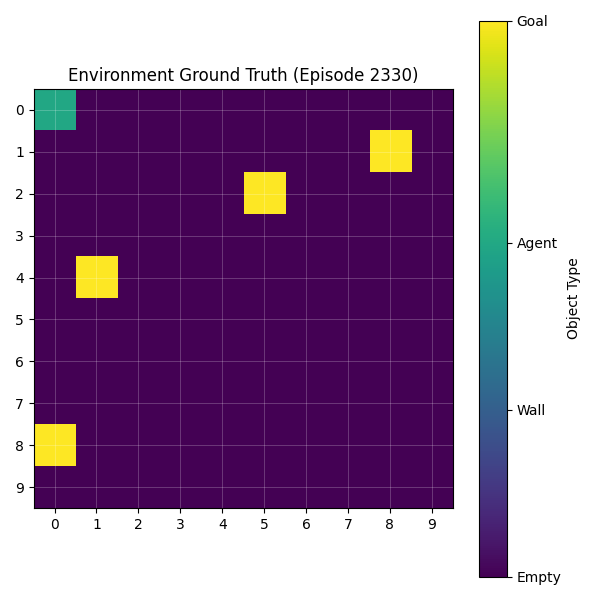 Environment Ground Truth (Episode 2330)
0
1
2
3
4
5
6
7
8
9
0 1 2 3 4 5 6 7 8 9
Goal
Agent
Wall
Empty
Object Type